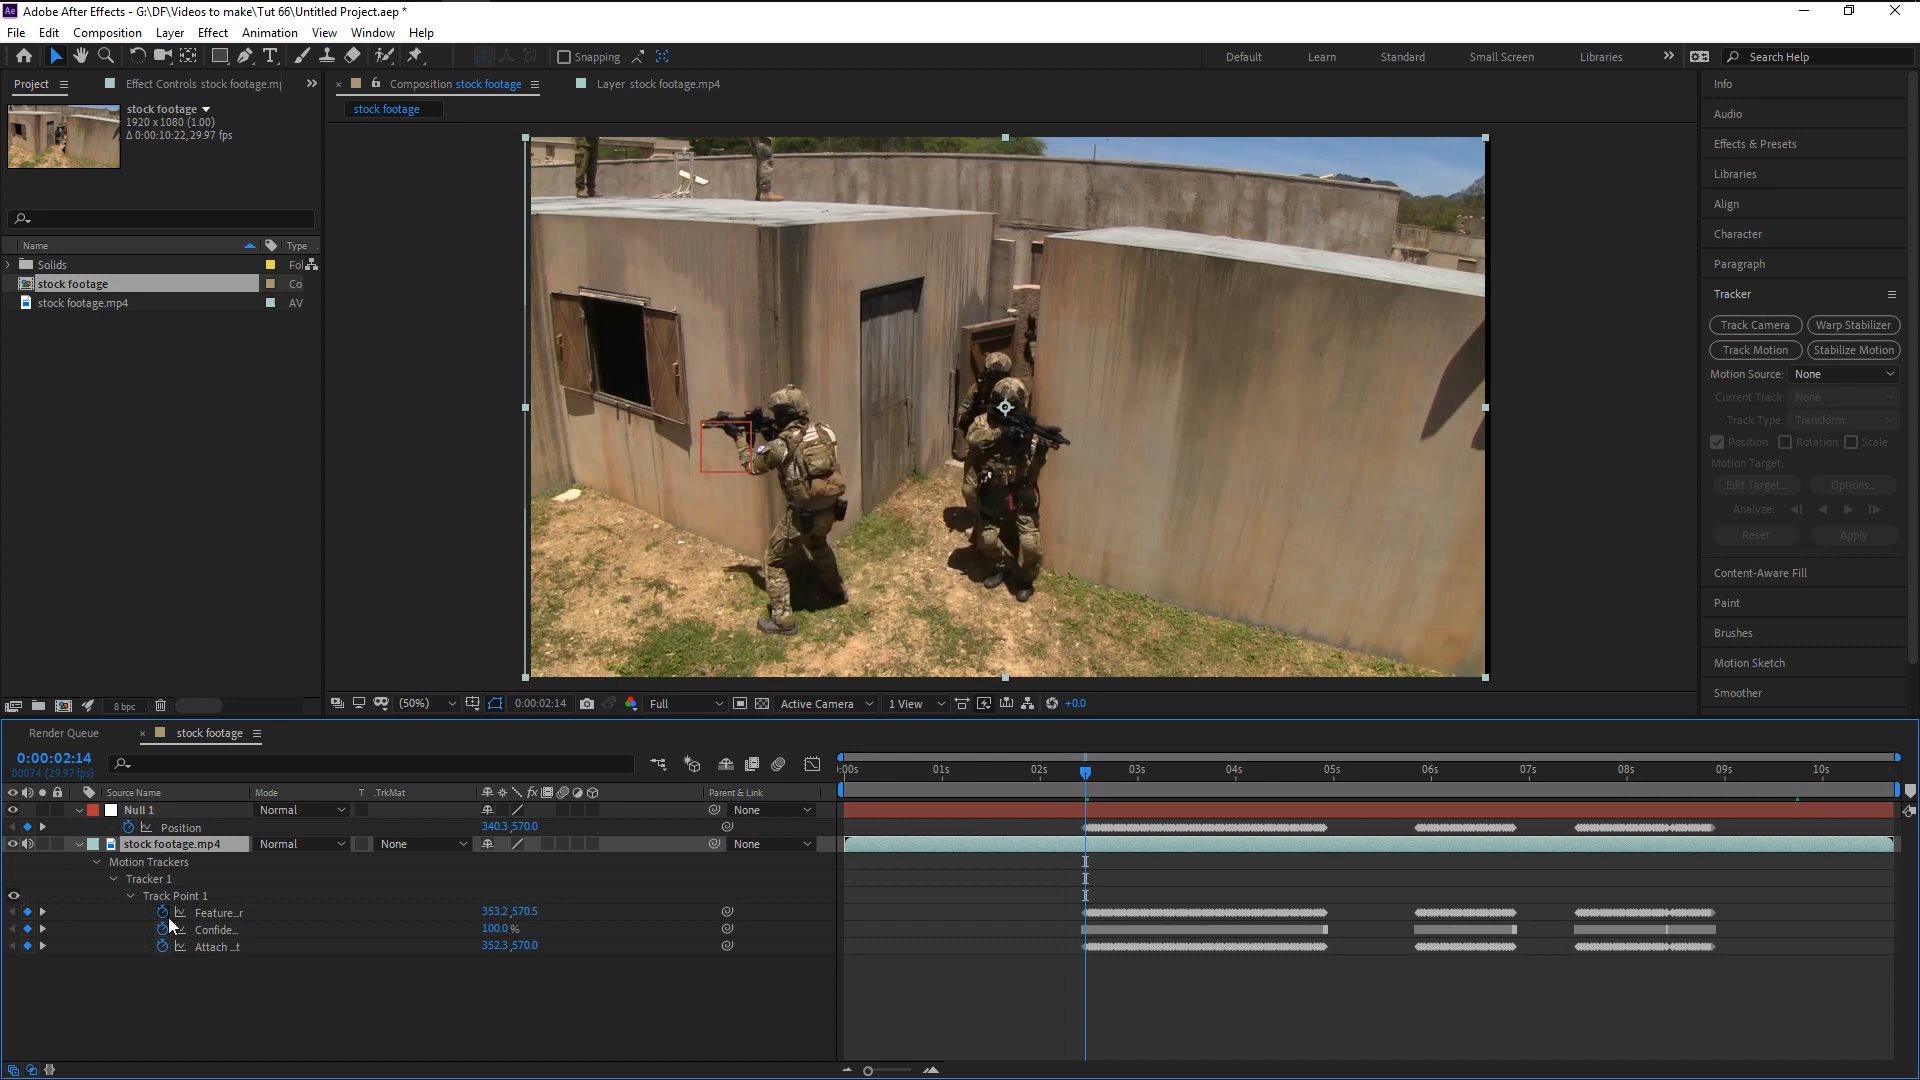 Adobe After Effects - G:\DF\Videos to make\Tut 66\Untitled Project.aep *
File Edit Composition Layer Effect Animation View Window Help
Snapping Default Learn Standard Small Screen Libraries Search Help
Project Effect Controls stock footage.m Composition stock footage Layer stock footage.mp4 Info
stock footage
stock footage
1920 x 1080 (1.00)
Δ 0:00:10:22, 29.97 fps
Audio
Effects & Presets
Libraries
Align
Character
Paragraph
Name Type
Solids Fol
stock footage Co
stock footage.mp4 AV
Tracker
Track Camera Warp Stabilizer
Track Motion Stabilize Motion
Motion Source: None
Current Track: None
Track Type: Transform
Position Rotation Scale
Motion Target:
Edit Target... Options...
Analyze:
Reset Apply
Content-Aware Fill
Paint
Brushes
Motion Sketch
Smoother
8 bpc (50%) 0:00:02:14 Full Active Camera 1 View +0.0
Render Queue stock footage
0:00:02:14
00074 (29.97 fps)
:00s 01s 02s 03s 04s 05s 06s 07s 08s 09s 10s
Source Name Mode T .TrkMat fx Parent & Link
Null 1 Normal None
Position 340.3,570.0
stock footage.mp4 Normal None None
Motion Trackers
Tracker 1
Track Point 1
Feature...r 353.2,570.5
Confide... 100.0 %
Attach ...t 352.3,570.0